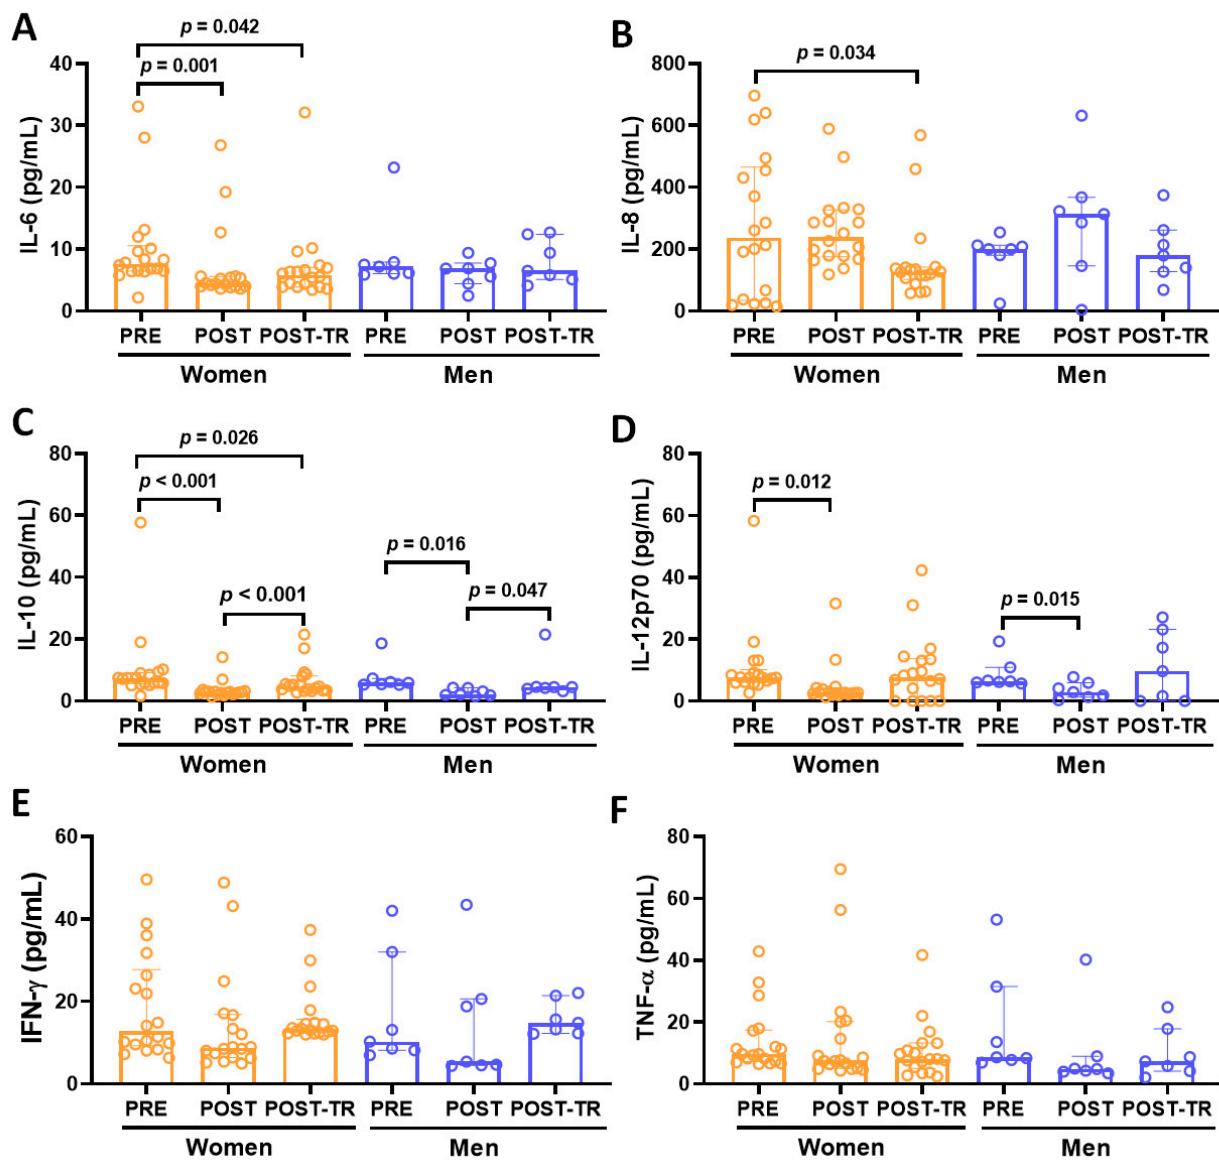 A
p = 0.042
p = 0.001
IL-6 (pg/mL)
40
30
20
10
0
PRE POST POST-TR PRE POST POST-TR
Women Men
B
p = 0.034
IL-8 (pg/mL)
800
600
400
200
0
PRE POST POST-TR PRE POST POST-TR
Women Men
C
p = 0.026
p < 0.001
p < 0.001
p = 0.016
p = 0.047
IL-10 (pg/mL)
80
60
40
20
0
PRE POST POST-TR PRE POST POST-TR
Women Men
D
p = 0.012
p = 0.015
IL-12p70 (pg/mL)
80
60
40
20
0
PRE POST POST-TR PRE POST POST-TR
Women Men
E
IFN-γ (pg/mL)
60
40
20
0
PRE POST POST-TR PRE POST POST-TR
Women Men
F
TNF-α (pg/mL)
80
60
40
20
0
PRE POST POST-TR PRE POST POST-TR
Women Men